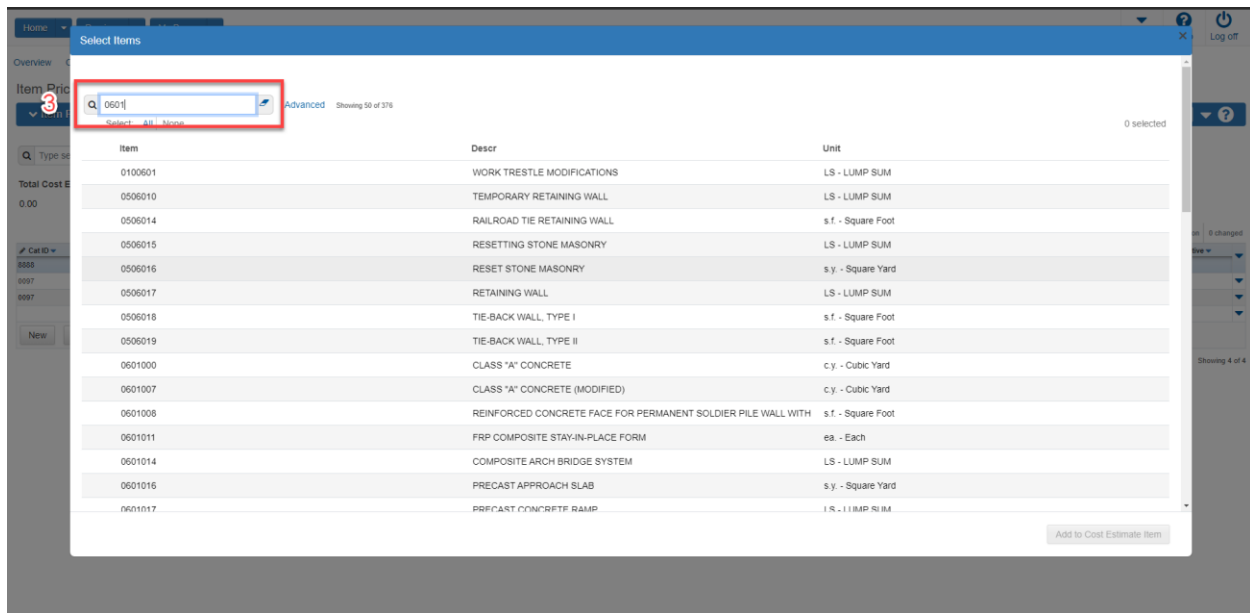 Home
Log off
Select Items
×
Overview
Item Pric
3
0601
Advanced Showing 50 of 376
Select: All None
0 selected
Type se
Total Cost E
0.00
Item Descr Unit
0100601 WORK TRESTLE MODIFICATIONS LS - LUMP SUM
0506010 TEMPORARY RETAINING WALL LS - LUMP SUM
0506014 RAILROAD TIE RETAINING WALL s.f. - Square Foot
0506015 RESETTING STONE MASONRY LS - LUMP SUM
0506016 RESET STONE MASONRY s.y. - Square Yard
0506017 RETAINING WALL LS - LUMP SUM
0506018 TIE-BACK WALL, TYPE I s.f. - Square Foot
0506019 TIE-BACK WALL, TYPE II s.f. - Square Foot
0601000 CLASS "A" CONCRETE c.y. - Cubic Yard
0601007 CLASS "A" CONCRETE (MODIFIED) c.y. - Cubic Yard
0601008 REINFORCED CONCRETE FACE FOR PERMANENT SOLDIER PILE WALL WITH s.f. - Square Foot
0601011 FRP COMPOSITE STAY-IN-PLACE FORM ea. - Each
0601014 COMPOSITE ARCH BRIDGE SYSTEM LS - LUMP SUM
0601016 PRECAST APPROACH SLAB s.y. - Square Yard
0601017 PRECAST CONCRETE RAMP LS - LUMP SUM
Add to Cost Estimate Item
on 0 changed
Cat ID tive
8888
0097
0097
New
Showing 4 of 4